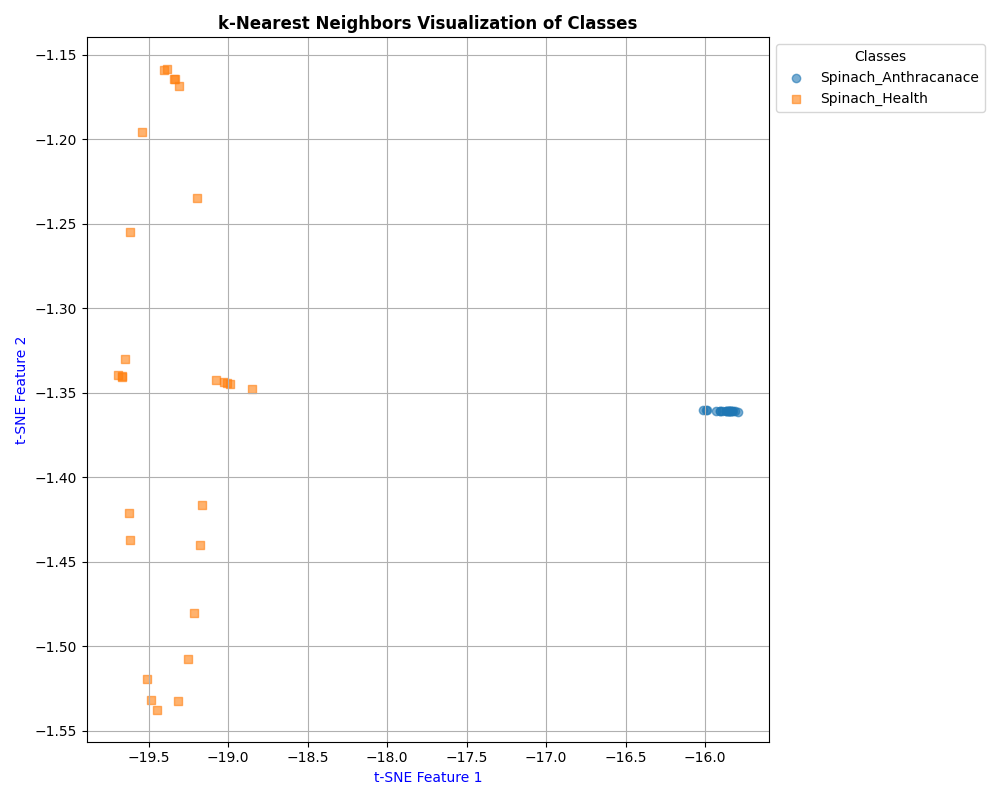 k-Nearest Neighbors Visualization of Classes
Classes
Spinach_Anthracanace
Spinach_Health
t-SNE Feature 2
−1.15
−1.20
−1.25
−1.30
−1.35
−1.40
−1.45
−1.50
−1.55
−19.5 −19.0 −18.5 −18.0 −17.5 −17.0 −16.5 −16.0
t-SNE Feature 1